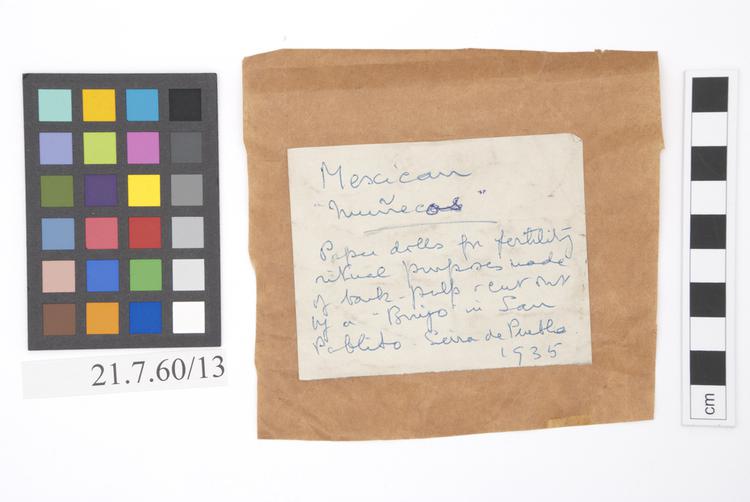 Mexican
"Muñecos"
Paper dolls for fertility
ritual purposes made
of bark-pulp & cut out
by a "Brujo" in San
Pablito Serra de Puebla.
1935
21.7.60/13
cm